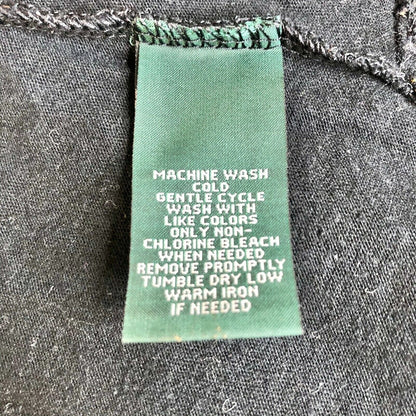 MACHINE WASH
COLD
GENTLE CYCLE
WASH WITH
LIKE COLORS
ONLY NON-
CHLORINE BLEACH
WHEN NEEDED
REMOVE PROMPTLY
TUMBLE DRY LOW
WARM IRON
IF NEEDED